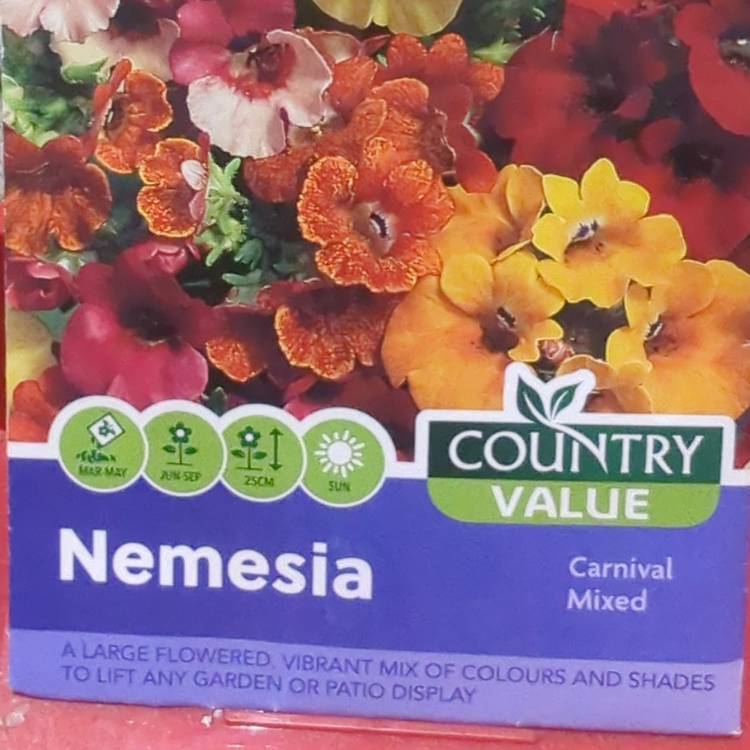 MAR-MAY
JUN-SEP
25CM
SUN
COUNTRY
VALUE
Nemesia
Carnival
Mixed
A LARGE FLOWERED, VIBRANT MIX OF COLOURS AND SHADES
TO LIFT ANY GARDEN OR PATIO DISPLAY